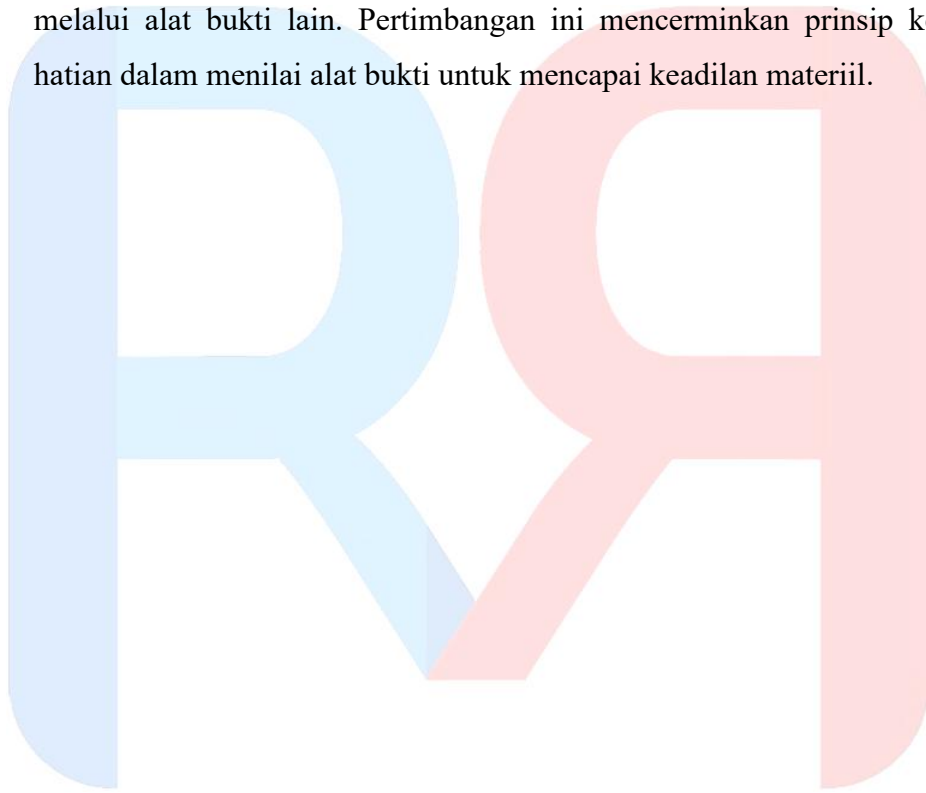 melalui alat bukti lain. Pertimbangan ini mencerminkan prinsip
hatian dalam menilai alat bukti untuk mencapai keadilan materiil.